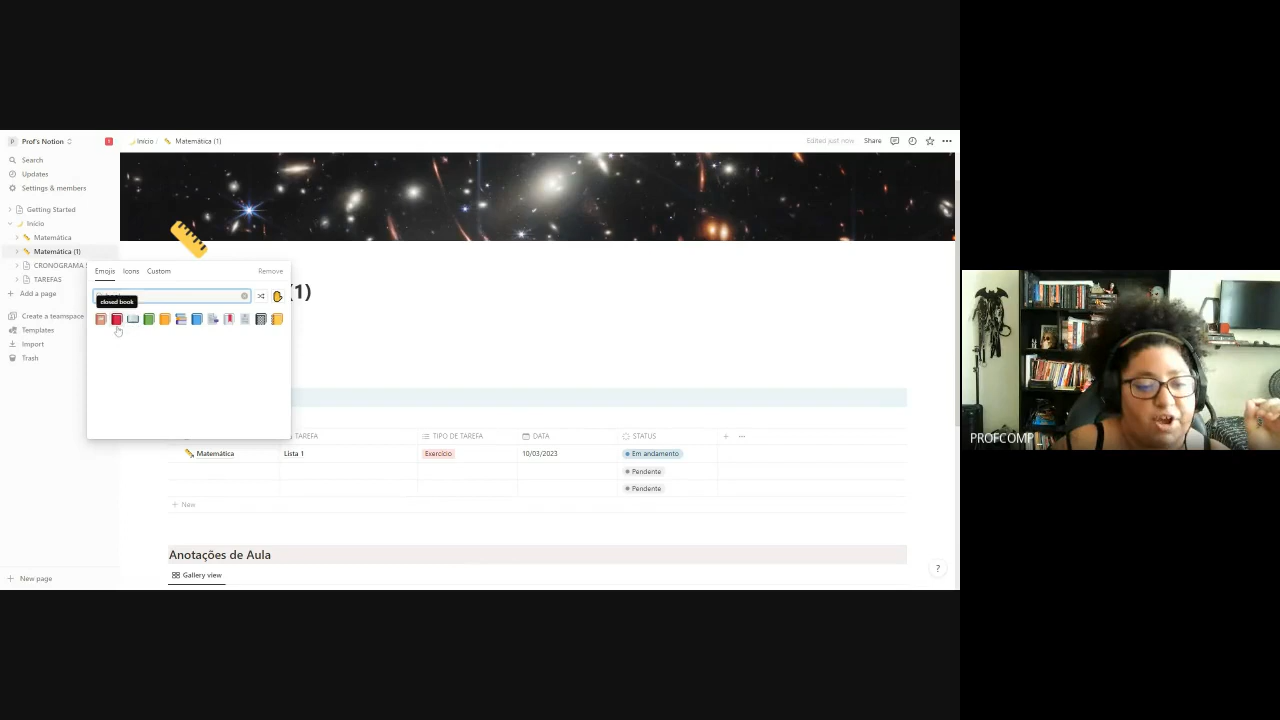 Prof's Notion
Início / Matemática (1)
Edited just now
Share
Search
Updates
Settings & members
Getting Started
Início
Matemática
Matemática (1)
CRONOGRAMA
TAREFAS
Add a page
Create a teamspace
Templates
Import
Trash
New page
Emojis Icons Custom Remove
closed book
(1)
TAREFA TIPO DE TAREFA DATA STATUS
Matemática Lista 1 Exercício 10/03/2023 Em andamento
Pendente
Pendente
+ New
Anotações de Aula
Gallery view
?
PROFCOMP_